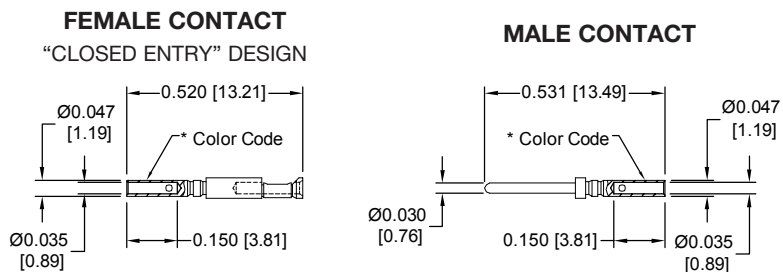 FEMALE CONTACT
“CLOSED ENTRY” DESIGN
0.520 [13.21]
Ø0.047
[1.19]
* Color Code
Ø0.035
[0.89]
0.150 [3.81]
MALE CONTACT
0.531 [13.49]
Ø0.047
[1.19]
* Color Code
Ø0.030
[0.76]
0.150 [3.81]
Ø0.035
[0.89]